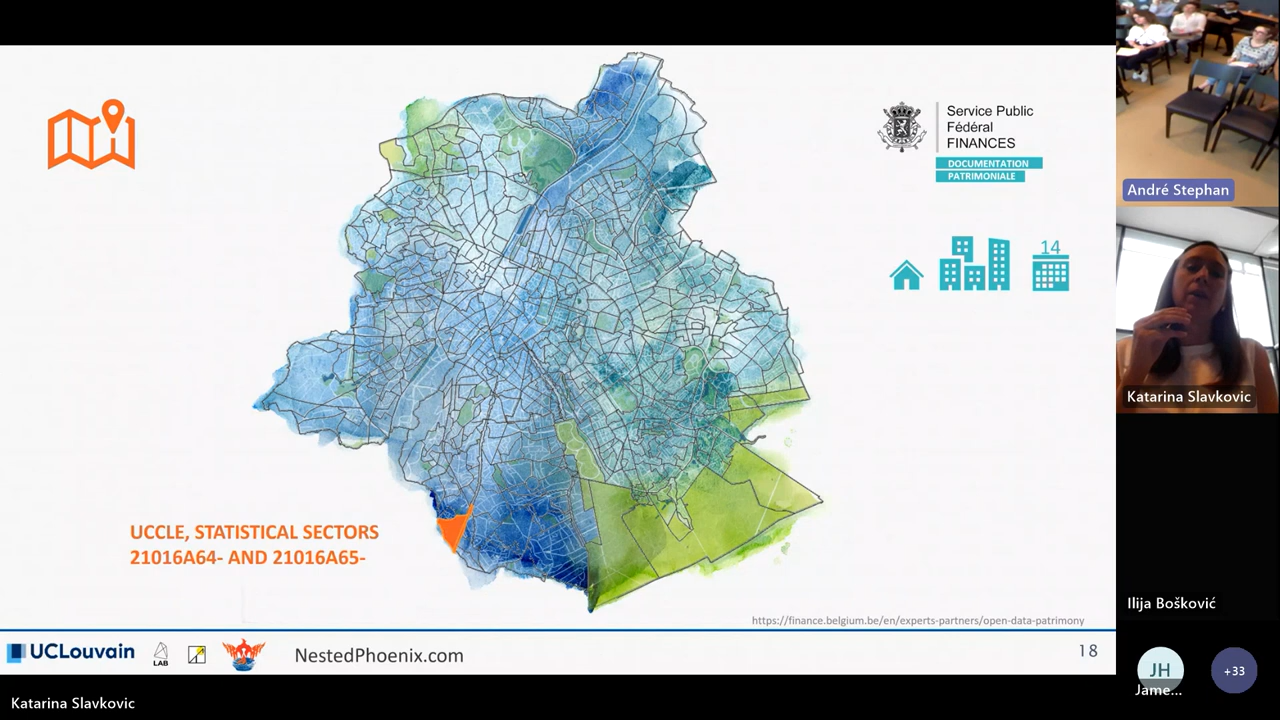 Service Public
Fédéral
FINANCES
DOCUMENTATION
PATRIMONIALE
14
UCCLE, STATISTICAL SECTORS
21016A64- AND 21016A65-
https://finance.belgium.be/en/experts-partners/open-data-patrimony
UCLouvain
LAB
NestedPhoenix.com
18
Katarina Slavkovic
André Stephan
Katarina Slavkovic
Ilija Bošković
JH
Jame...
+33